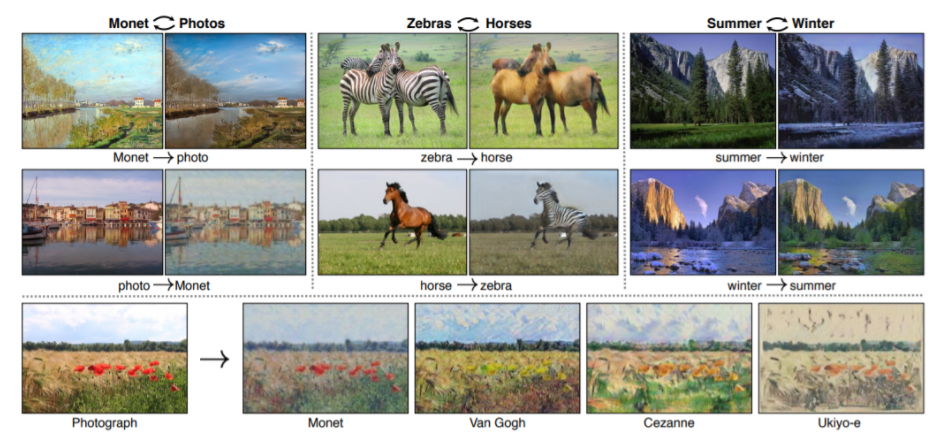 Monet ⇄ Photos
Zebras ⇄ Horses
Summer ⇄ Winter
Monet → photo
zebra → horse
summer → winter
photo → Monet
horse → zebra
winter → summer
Photograph
Monet
Van Gogh
Cezanne
Ukiyo-e